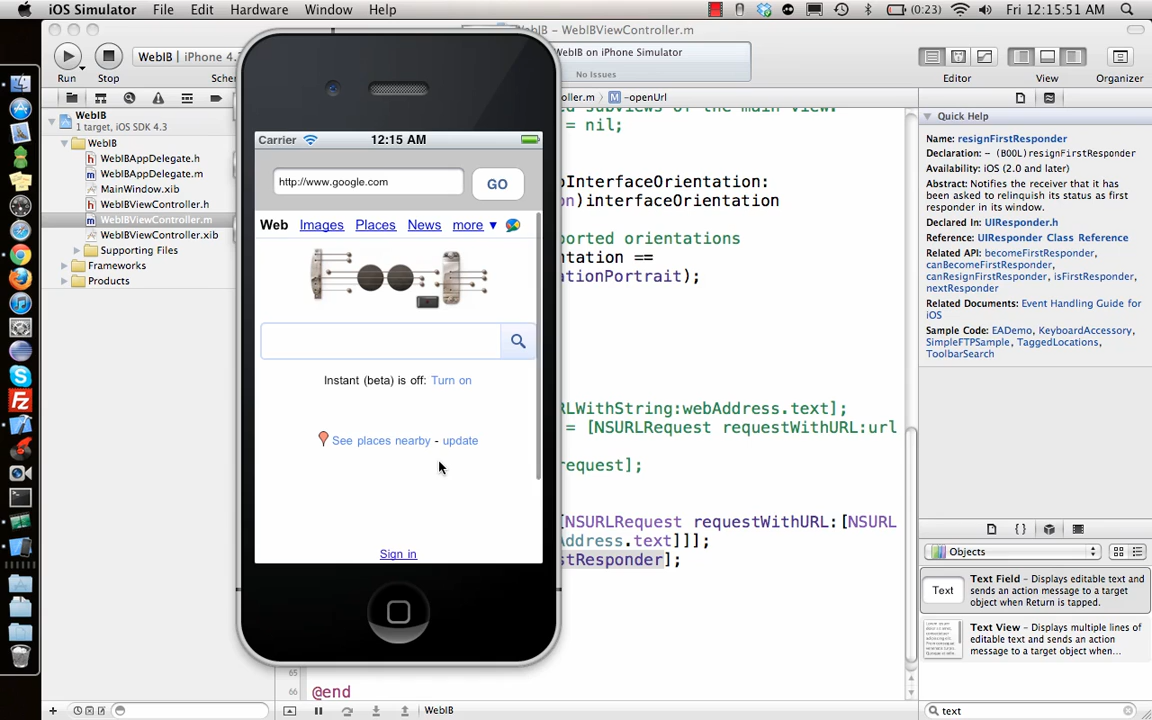 iOS Simulator File Edit Hardware Window Help
(0:23) Fri 12:15:51 AM
WebIBViewController.m
WebIB iPhone 4.
WebIB on iPhone Simulator
No Issues
Run Stop Scher
Editor View Organizer
oller.m -openUrl
WebIB
1 target, iOS SDK 4.3
WebIB
WebIBAppDelegate.h
WebIBAppDelegate.m
MainWindow.xib
WebIBViewController.h
WebIBViewController.m
WebIBViewController.xib
Supporting Files
Frameworks
Products
Carrier 12:15 AM
http://www.google.com GO
Web Images Places News more ▼
Instant (beta) is off: Turn on
See places nearby - update
Sign in
ined subviews of the main view.
= nil;
InterfaceOrientation:
on)interfaceOrientation
ported orientations
ntation ==
ationPortrait);
RLWithString:webAddress.text];
= [NSURLRequest requestWithURL:url
request];
[NSURLRequest requestWithURL:[NSURL
Address.text]]];
stResponder];
65
66 @end
WebIB
Quick Help
Name: resignFirstResponder
Declaration: - (BOOL)resignFirstResponder
Availability: iOS (2.0 and later)
Abstract: Notifies the receiver that it has
been asked to relinquish its status as first
responder in its window.
Declared In: UIResponder.h
Reference: UIResponder Class Reference
Related API: becomeFirstResponder,
canBecomeFirstResponder,
canResignFirstResponder, isFirstResponder,
nextResponder
Related Documents: Event Handling Guide for
iOS
Sample Code: EADemo, KeyboardAccessory,
SimpleFTPSample, TaggedLocations,
ToolbarSearch
Objects
Text
Text Field - Displays editable text and
sends an action message to a target
object when Return is tapped.
Text View - Displays multiple lines
of editable text and sends an action
message to a target object when...
text